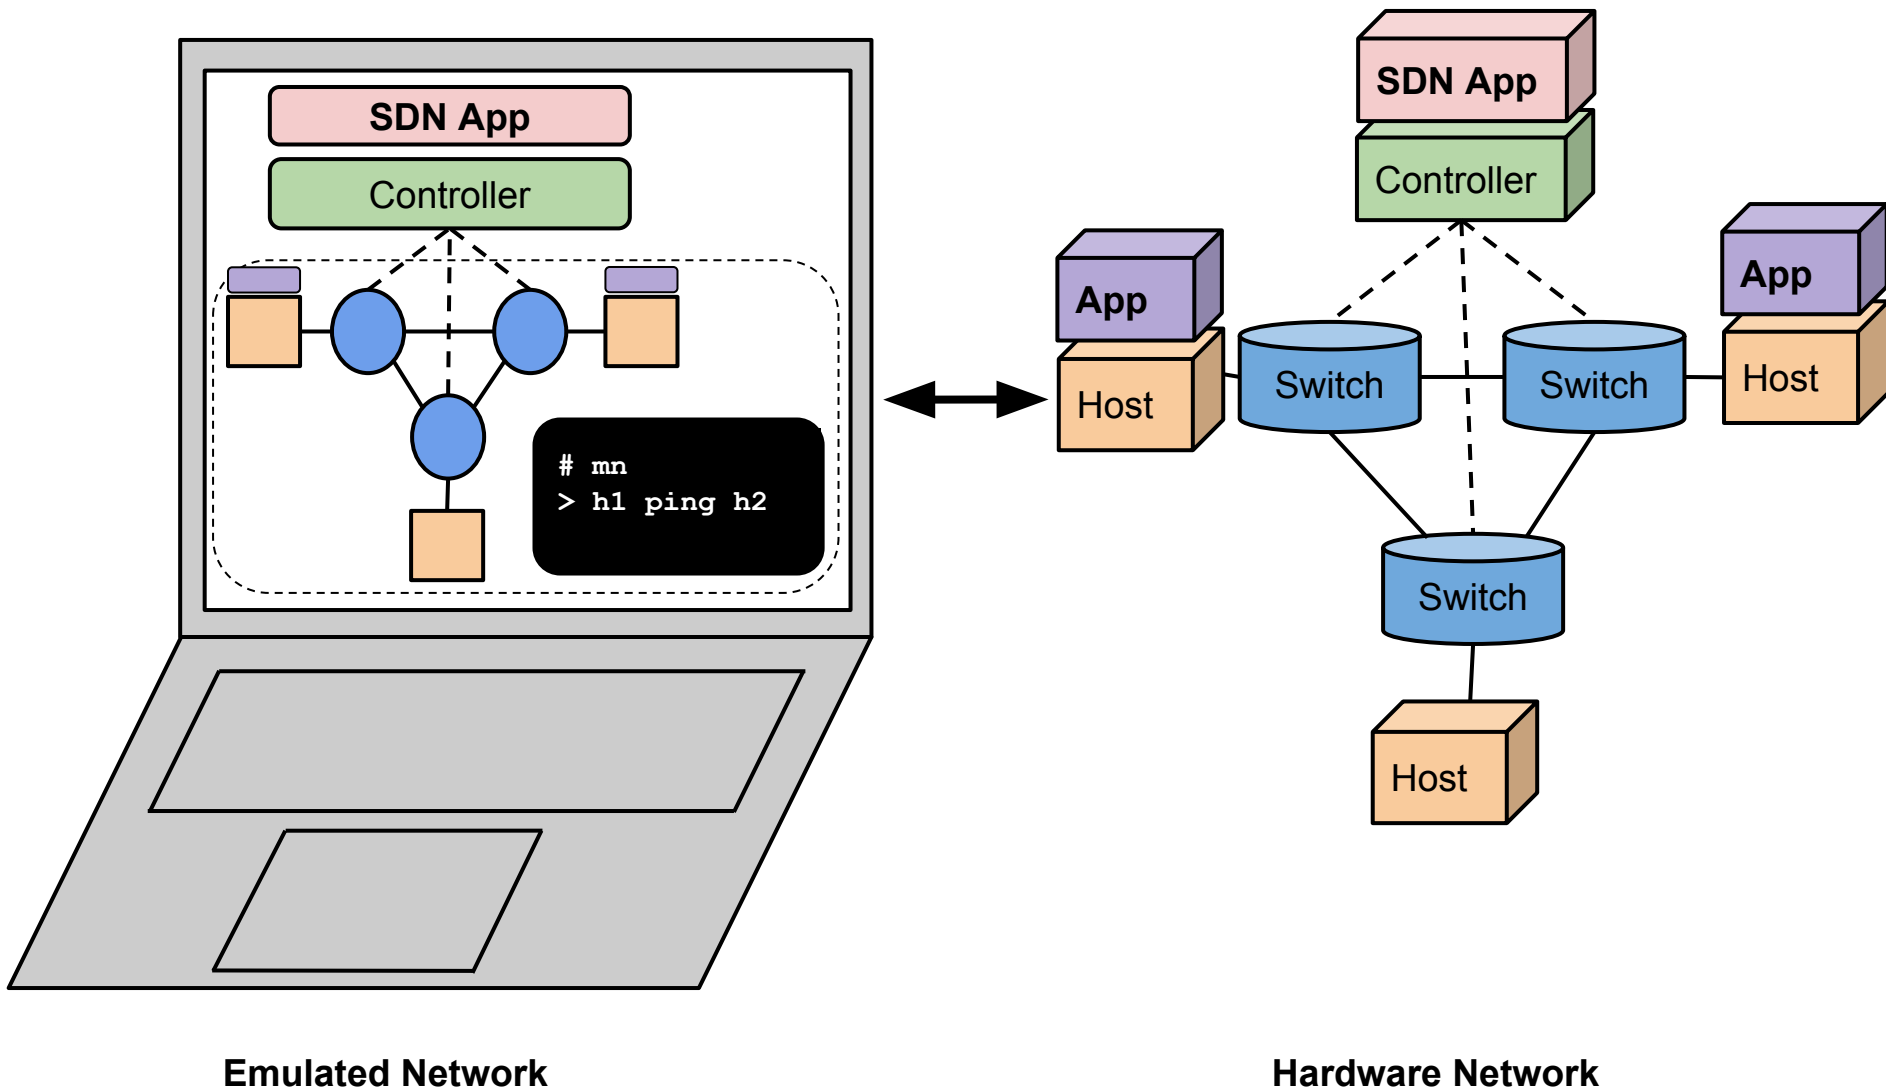 SDN App
Controller
# mn
> h1 ping h2
Emulated Network
SDN App
Controller
App
App
Host
Switch
Switch
Host
Switch
Host
Hardware Network